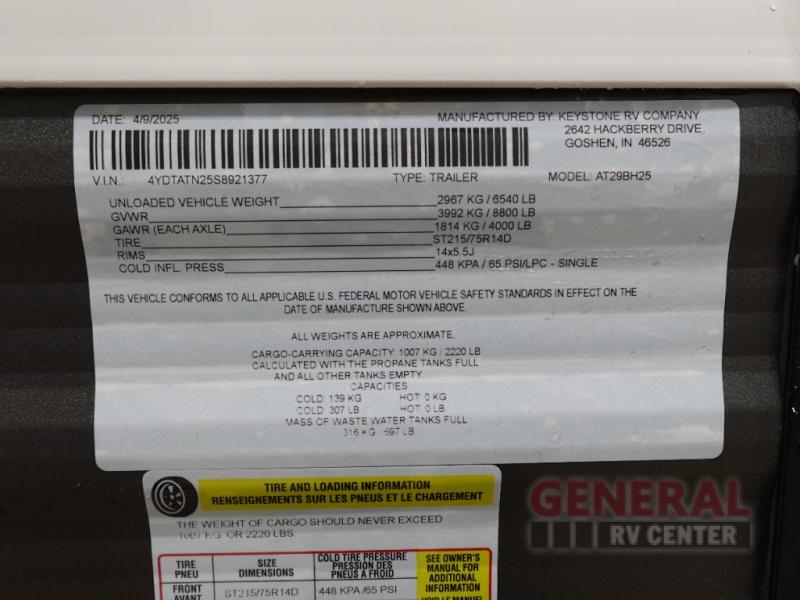 DATE: 4/9/2025 MANUFACTURED BY: KEYSTONE RV COMPANY
2642 HACKBERRY DRIVE
GOSHEN, IN 46526
V.I.N.: 4YDTATN25S8921377 TYPE: TRAILER MODEL: AT29BH25
UNLOADED VEHICLE WEIGHT 2967 KG / 6540 LB
GVWR 3992 KG / 8800 LB
GAWR (EACH AXLE) 1814 KG / 4000 LB
TIRE ST215/75R14D
RIMS 14x5.5J
COLD INFL. PRESS 448 KPA / 65 PSI/LPC - SINGLE
THIS VEHICLE CONFORMS TO ALL APPLICABLE U.S. FEDERAL MOTOR VEHICLE SAFETY STANDARDS IN EFFECT ON THE
DATE OF MANUFACTURE SHOWN ABOVE.
ALL WEIGHTS ARE APPROXIMATE.
CARGO-CARRYING CAPACITY: 1007 KG / 2220 LB
CALCULATED WITH THE PROPANE TANKS FULL
AND ALL OTHER TANKS EMPTY
CAPACITIES
COLD: 139 KG HOT: 0 KG
COLD: 307 LB HOT: 0 LB
MASS OF WASTE WATER TANKS FULL
316 KG / 697 LB
TIRE AND LOADING INFORMATION
RENSEIGNEMENTS SUR LES PNEUS ET LE CHARGEMENT
THE WEIGHT OF CARGO SHOULD NEVER EXCEED
1007 KG OR 2220 LBS
TIRE
PNEU
SIZE
DIMENSIONS
COLD TIRE PRESSURE
PRESSION DES
PNEUS A FROID
SEE OWNER'S
MANUAL FOR
ADDITIONAL
INFORMATION
VOIR LE MANUEL
FRONT
AVANT
ST215/75R14D
448 KPA /65 PSI
GENERAL
RV CENTER